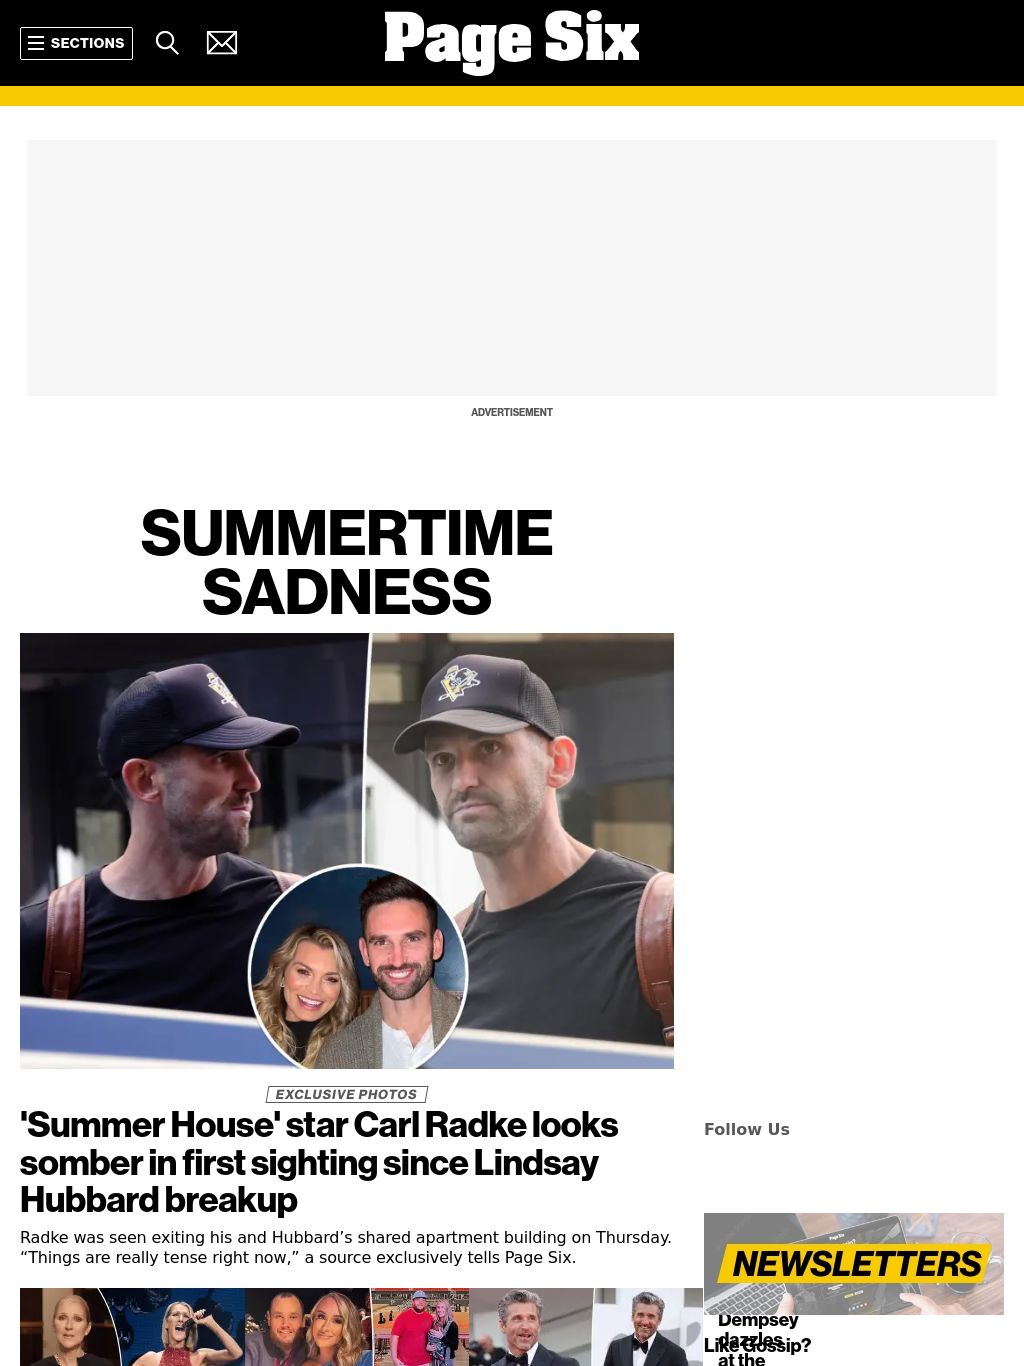 SECTIONS
Page Six
ADVERTISEMENT
SUMMERTIME
SADNESS
EXCLUSIVE PHOTOS
'Summer House' star Carl Radke looks
somber in first sighting since Lindsay
Hubbard breakup
Radke was seen exiting his and Hubbard’s shared apartment building on Thursday.
“Things are really tense right now,” a source exclusively tells Page Six.
Follow Us
NEWSLETTERS
Dempsey
dazzles
Like Gossip?
at the